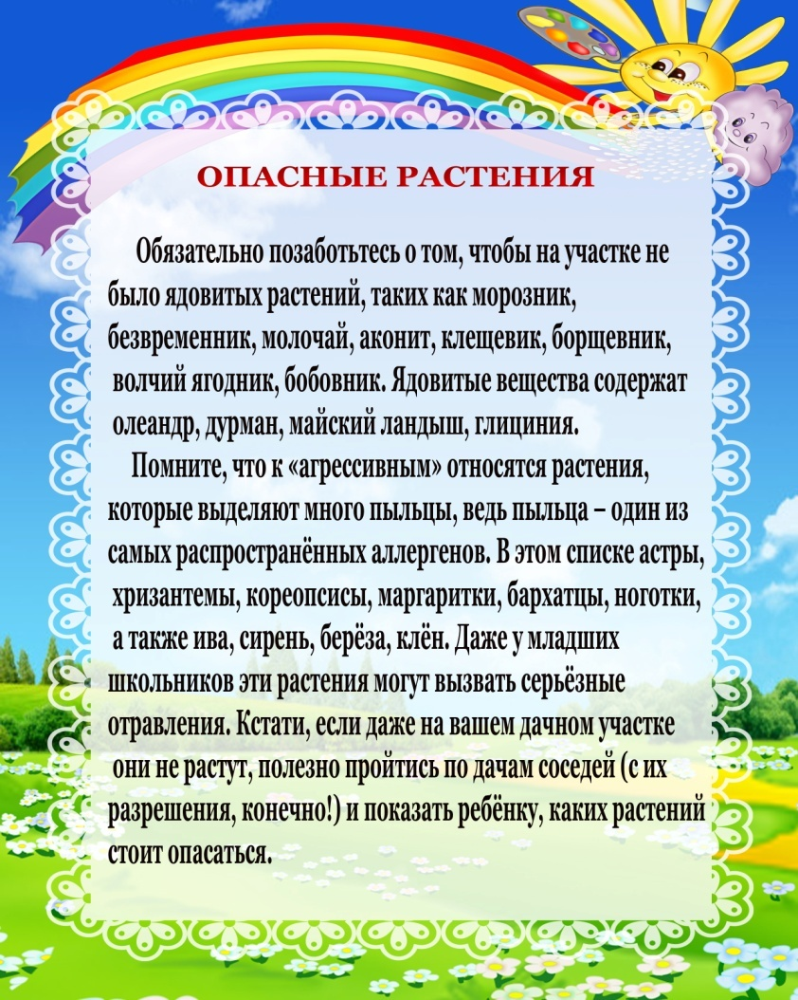 ОПАСНЫЕ РАСТЕНИЯ
Обязательно позаботьтесь о том, чтобы на участке не
было ядовитых растений, таких как морозник,
безвременник, молочай, аконит, клещевик, борщевник,
волчий ягодник, бобовник. Ядовитые вещества содержат
олеандр, дурман, майский ландыш, глициния.
Помните, что к «агрессивным» относятся растения,
которые выделяют много пыльцы, ведь пыльца – один из
самых распространённых аллергенов. В этом списке астры,
хризантемы, кореопсисы, маргаритки, бархатцы, ноготки,
а также ива, сирень, берёза, клён. Даже у младших
школьников эти растения могут вызвать серьёзные
отравления. Кстати, если даже на вашем дачном участке
они не растут, полезно пройтись по дачам соседей (с их
разрешения, конечно!) и показать ребёнку, каких растений
стоит опасаться.